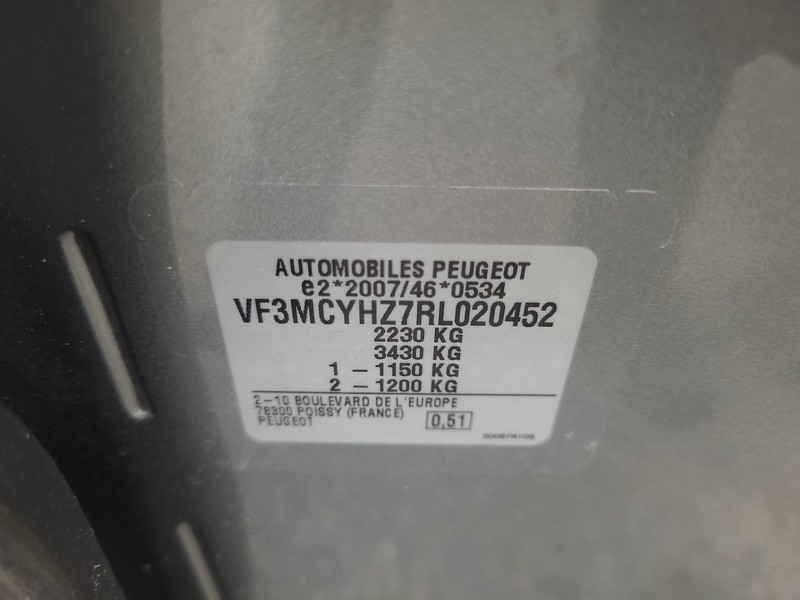 AUTOMOBILES PEUGEOT
e2*2007/46*0534
VF3MCYHZ7RL020452
2230 KG
3430 KG
1 - 1150 KG
2 - 1200 KG
2-10 BOULEVARD DE L'EUROPE
78300 POISSY (FRANCE)
PEUGEOT
0,51